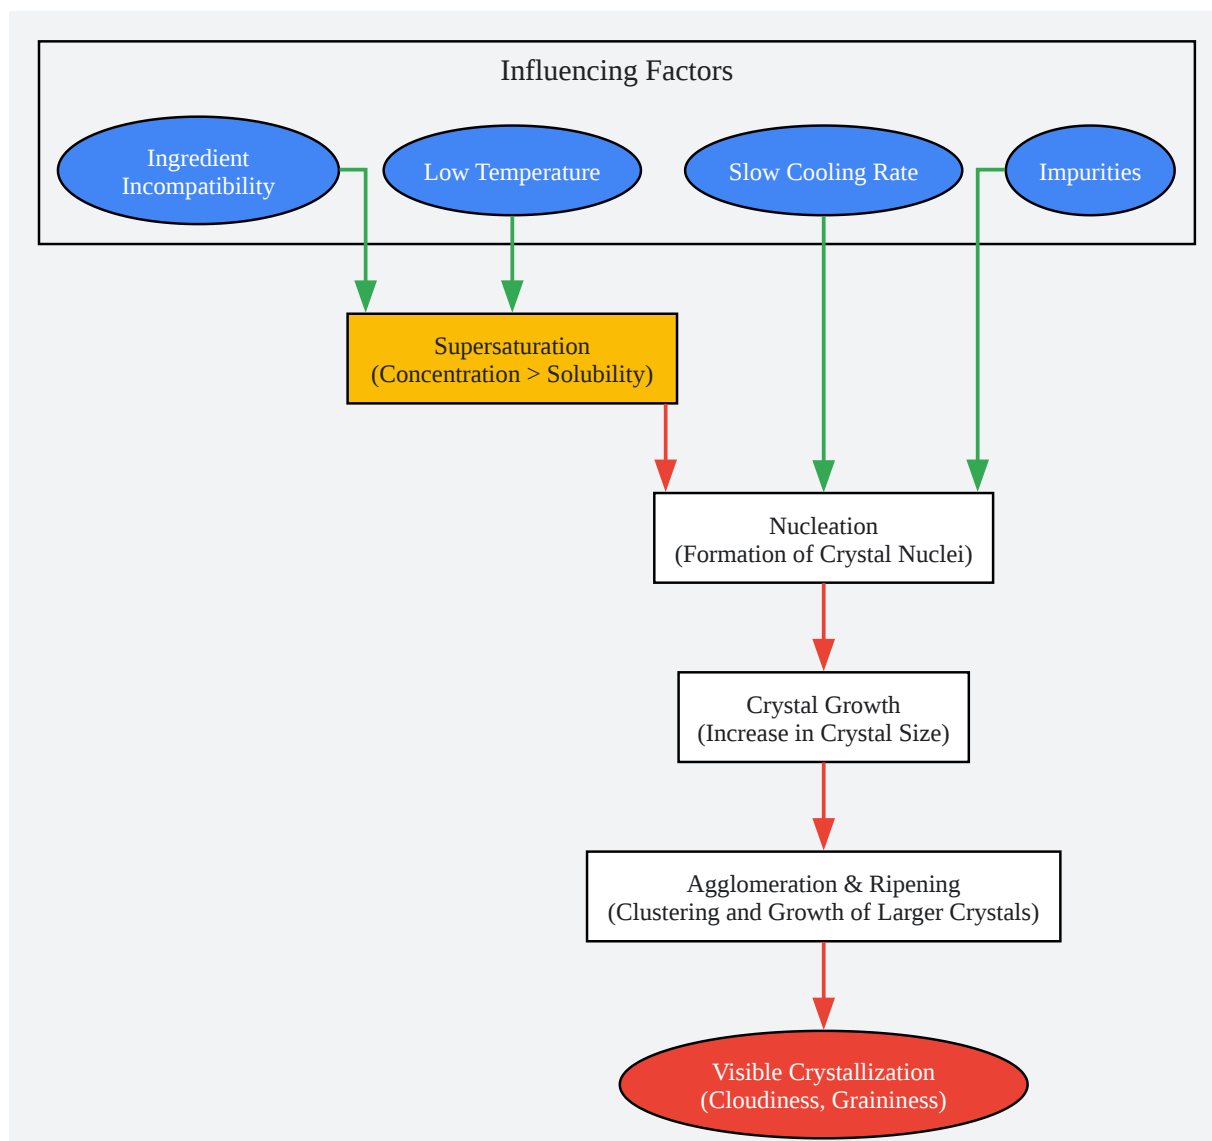 Influencing Factors
Ingredient
Incompatibility
Low Temperature
Slow Cooling Rate
Impurities
Supersaturation
(Concentration > Solubility)
Nucleation
(Formation of Crystal Nuclei)
Crystal Growth
(Increase in Crystal Size)
Agglomeration & Ripening
(Clustering and Growth of Larger Crystals)
Visible Crystallization
(Cloudiness, Graininess)